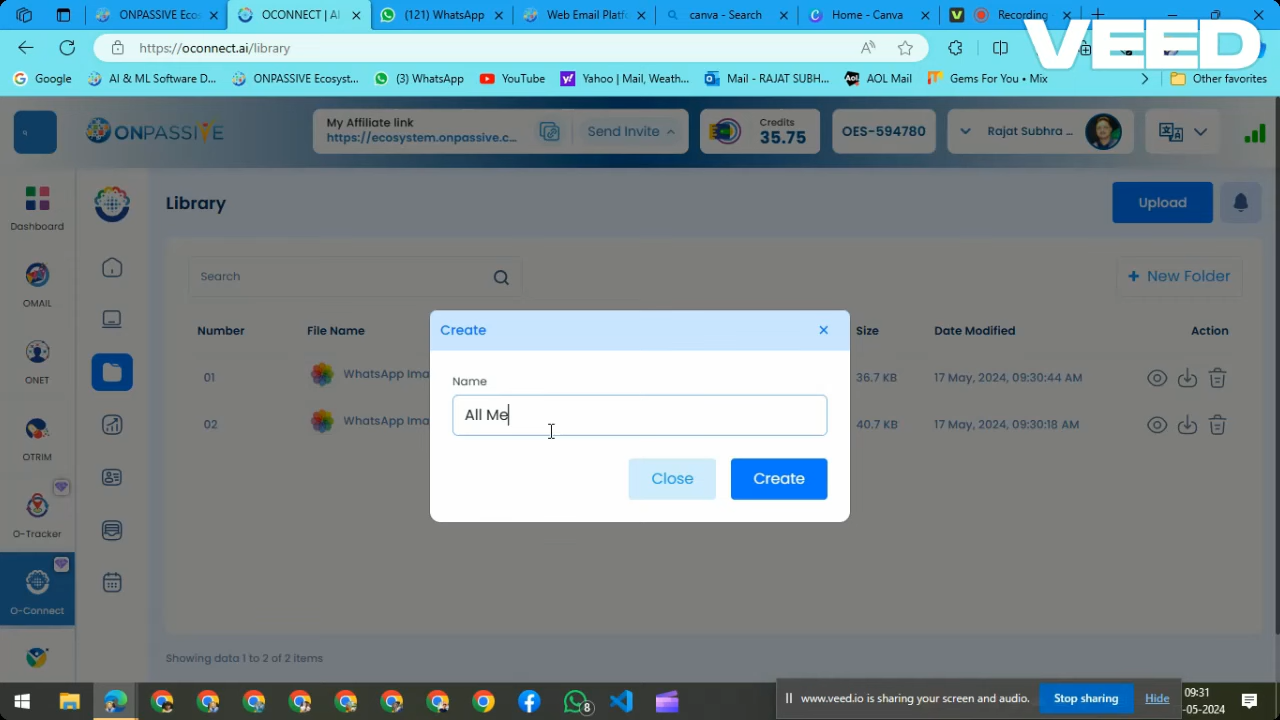 ONPASSIVE Ecos
OCONNECT | AI
(121) WhatsApp
Web Email Platf
canva - Search
Home - Canva
Recording
https://oconnect.ai/library
VEED
Google
AI & ML Software D...
ONPASSIVE Ecosyst...
(3) WhatsApp
YouTube
Yahoo | Mail, Weath...
Mail - RAJAT SUBH...
AOL Mail
Gems For You • Mix
Other favorites
ONPASSIVE
My Affiliate link
https://ecosystem.onpassive.c...
Send Invite
Credits
35.75
OES-594780
Rajat Subhra ...
Dashboard
OMAIL
ONET
OTRIM
O-Tracker
O-Connect
Library
Upload
Search
+ New Folder
Number
File Name
Size
Date Modified
Action
01
WhatsApp Ima
36.7 KB
17 May, 2024, 09:30:44 AM
02
WhatsApp Ima
40.7 KB
17 May, 2024, 09:30:18 AM
Create
Name
All Me
Close
Create
Showing data 1 to 2 of 2 items
8
www.veed.io is sharing your screen and audio.
Stop sharing
Hide
09:31
-05-2024